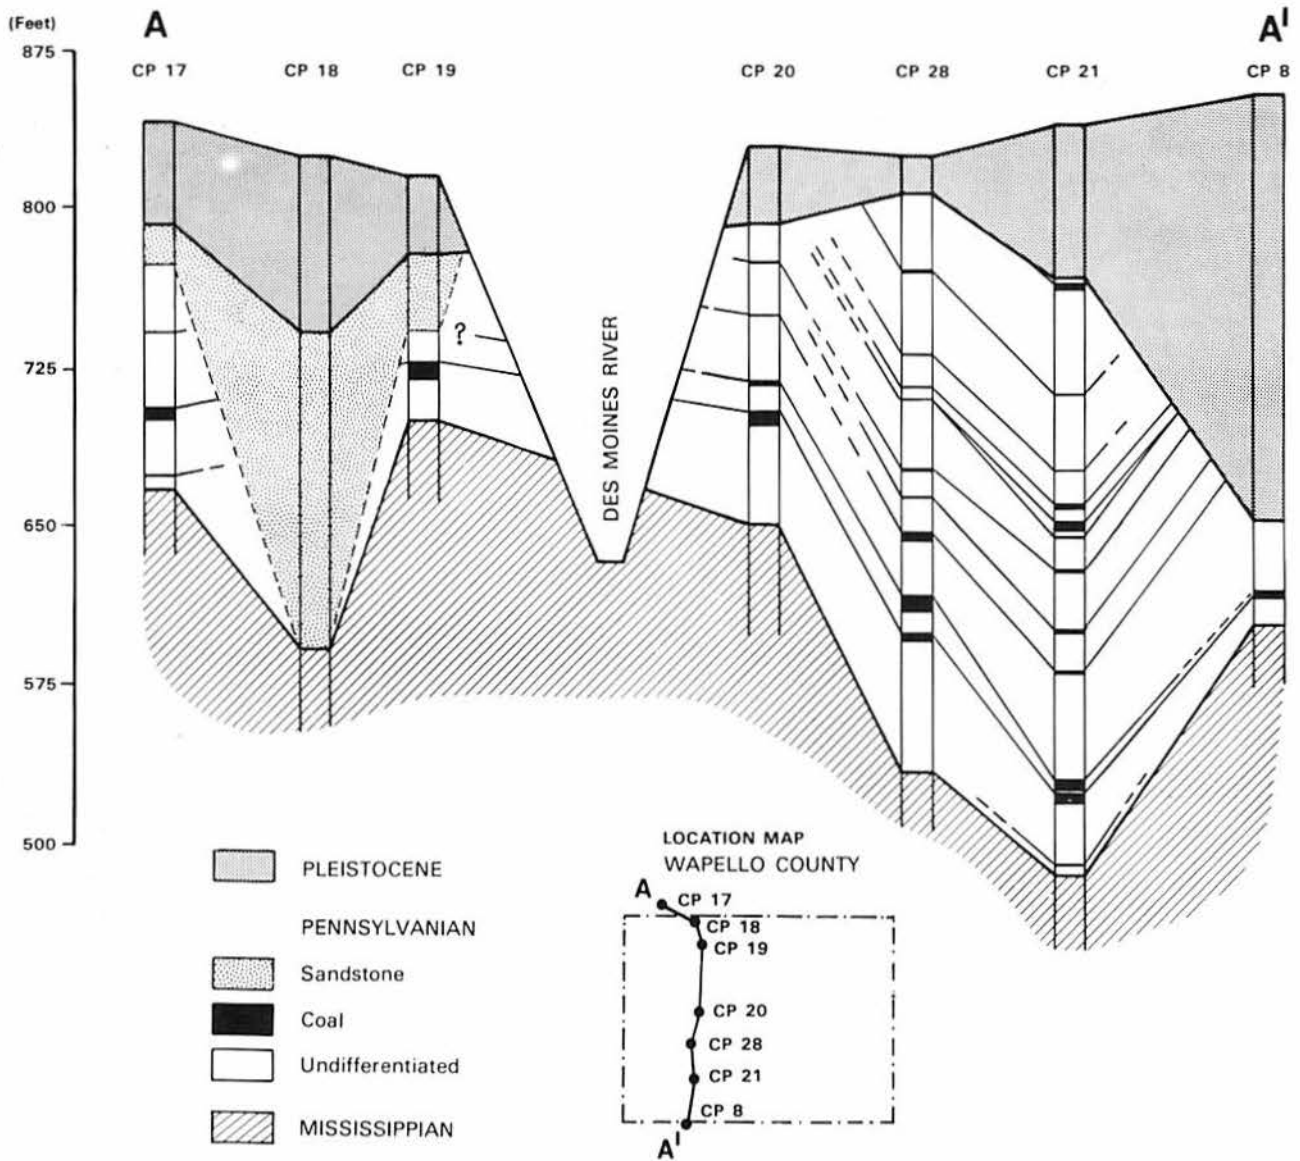 (Feet)
A
A'
875
CP 17
CP 18
CP 19
CP 20
CP 28
CP 21
CP 8
800
725
650
575
500
?
DES MOINES RIVER
PLEISTOCENE
PENNSYLVANIAN
Sandstone
Coal
Undifferentiated
MISSISSIPPIAN
LOCATION MAP
WAPELLO COUNTY
A
CP 17
CP 18
CP 19
CP 20
CP 28
CP 21
CP 8
A'